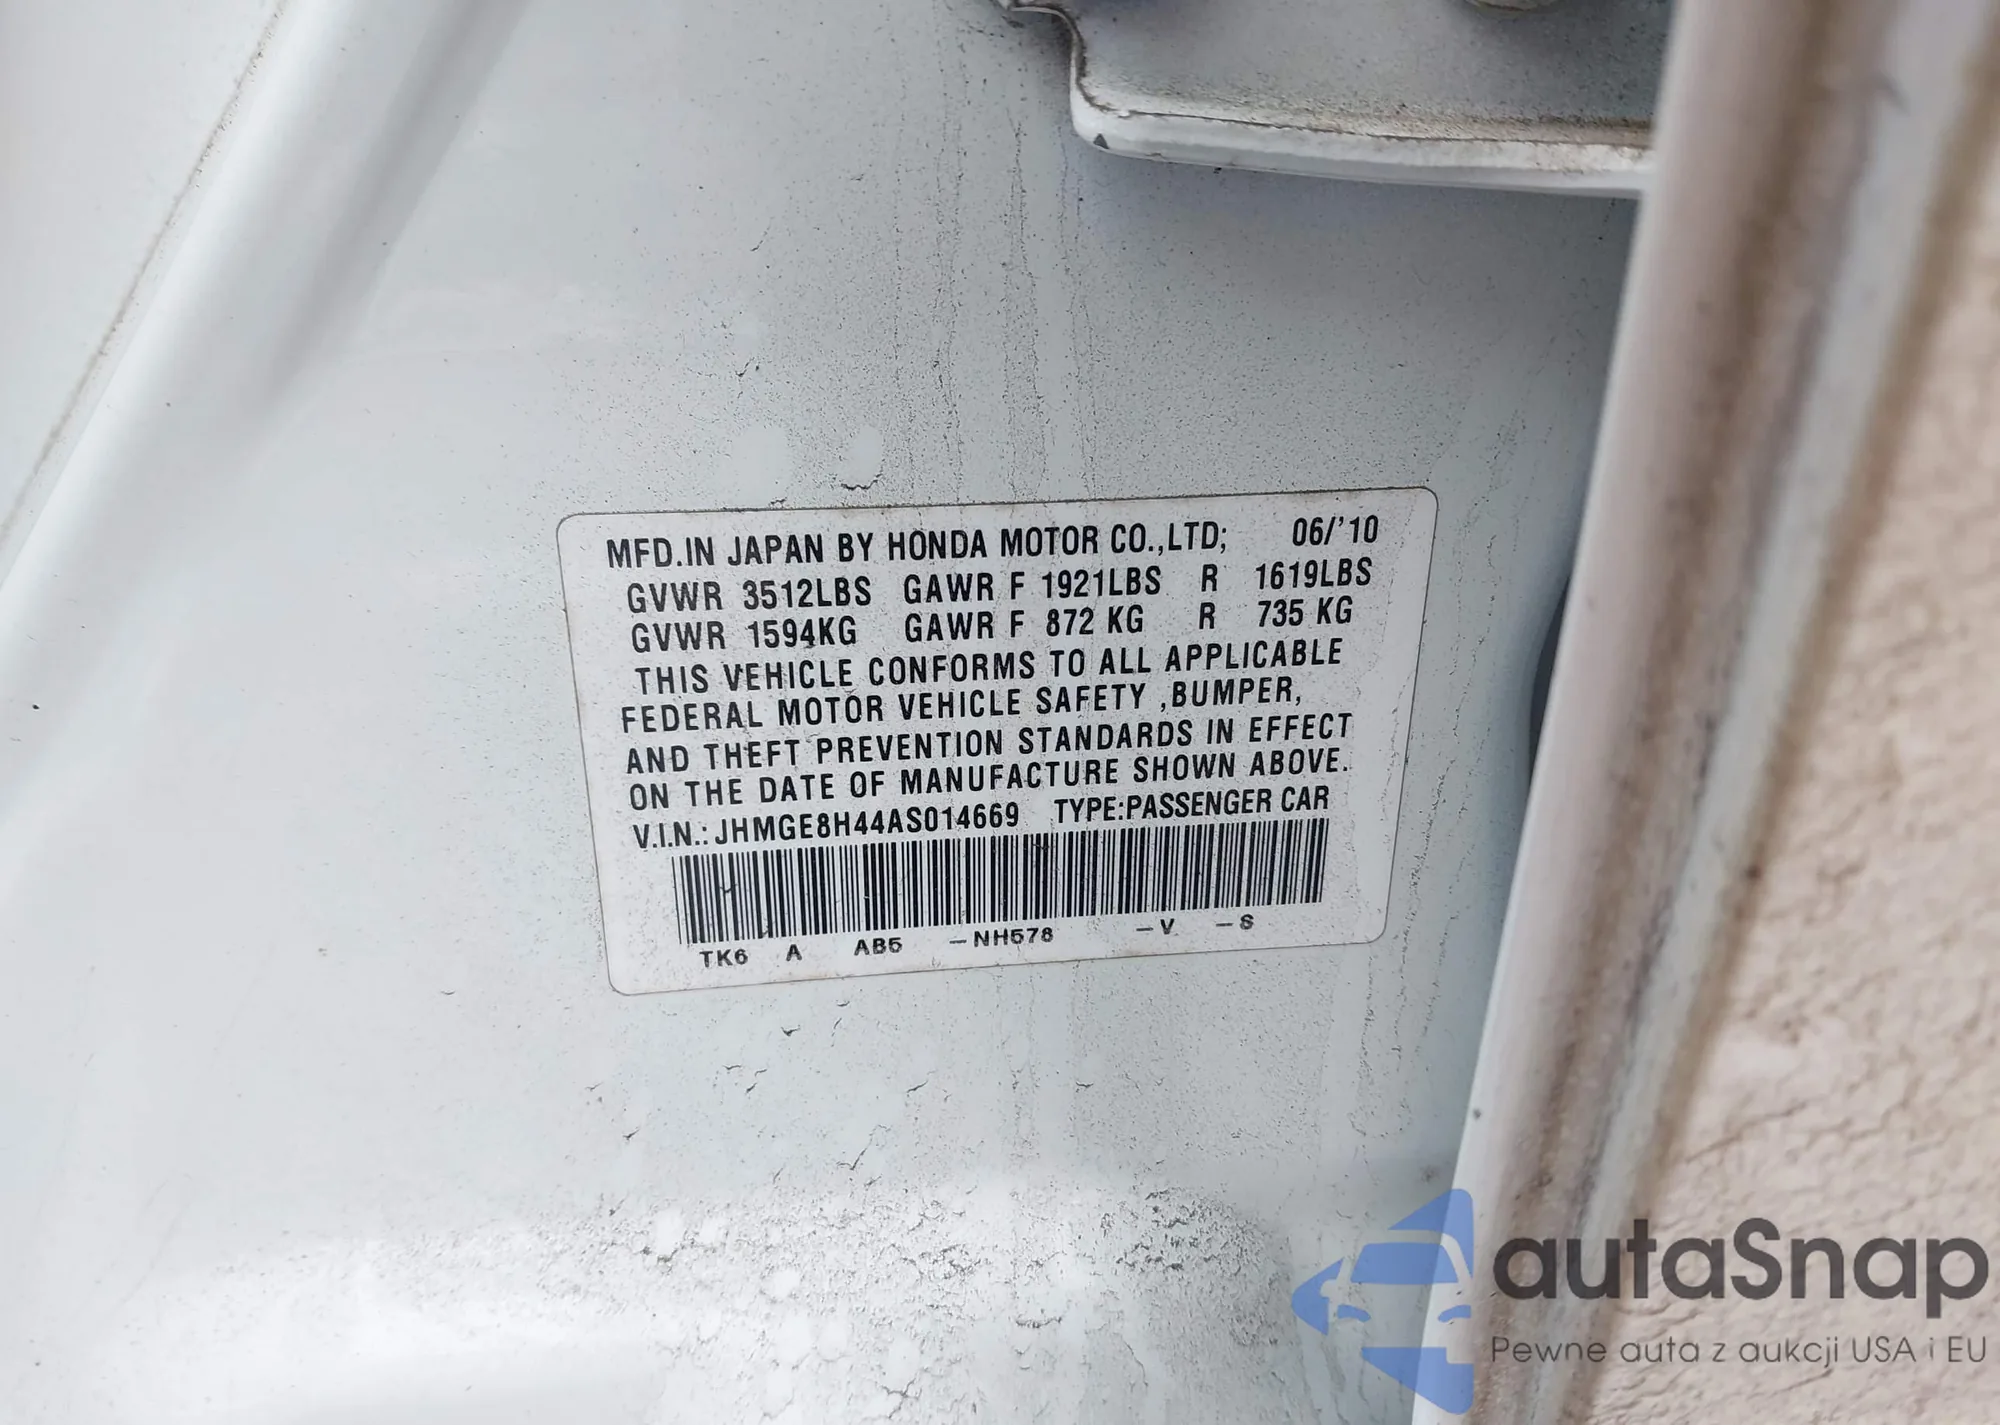 MFD.IN JAPAN BY HONDA MOTOR CO.,LTD; 06/'10
GVWR 3512LBS GAWR F 1921LBS R 1619LBS
GVWR 1594KG GAWR F 872 KG R 735 KG
THIS VEHICLE CONFORMS TO ALL APPLICABLE
FEDERAL MOTOR VEHICLE SAFETY ,BUMPER,
AND THEFT PREVENTION STANDARDS IN EFFECT
ON THE DATE OF MANUFACTURE SHOWN ABOVE.
V.I.N.: JHMGE8H44AS014669 TYPE:PASSENGER CAR
TK6 A AB5 -NH578 -V -S
autaSnap
Pewne auta z aukcji USA i EU